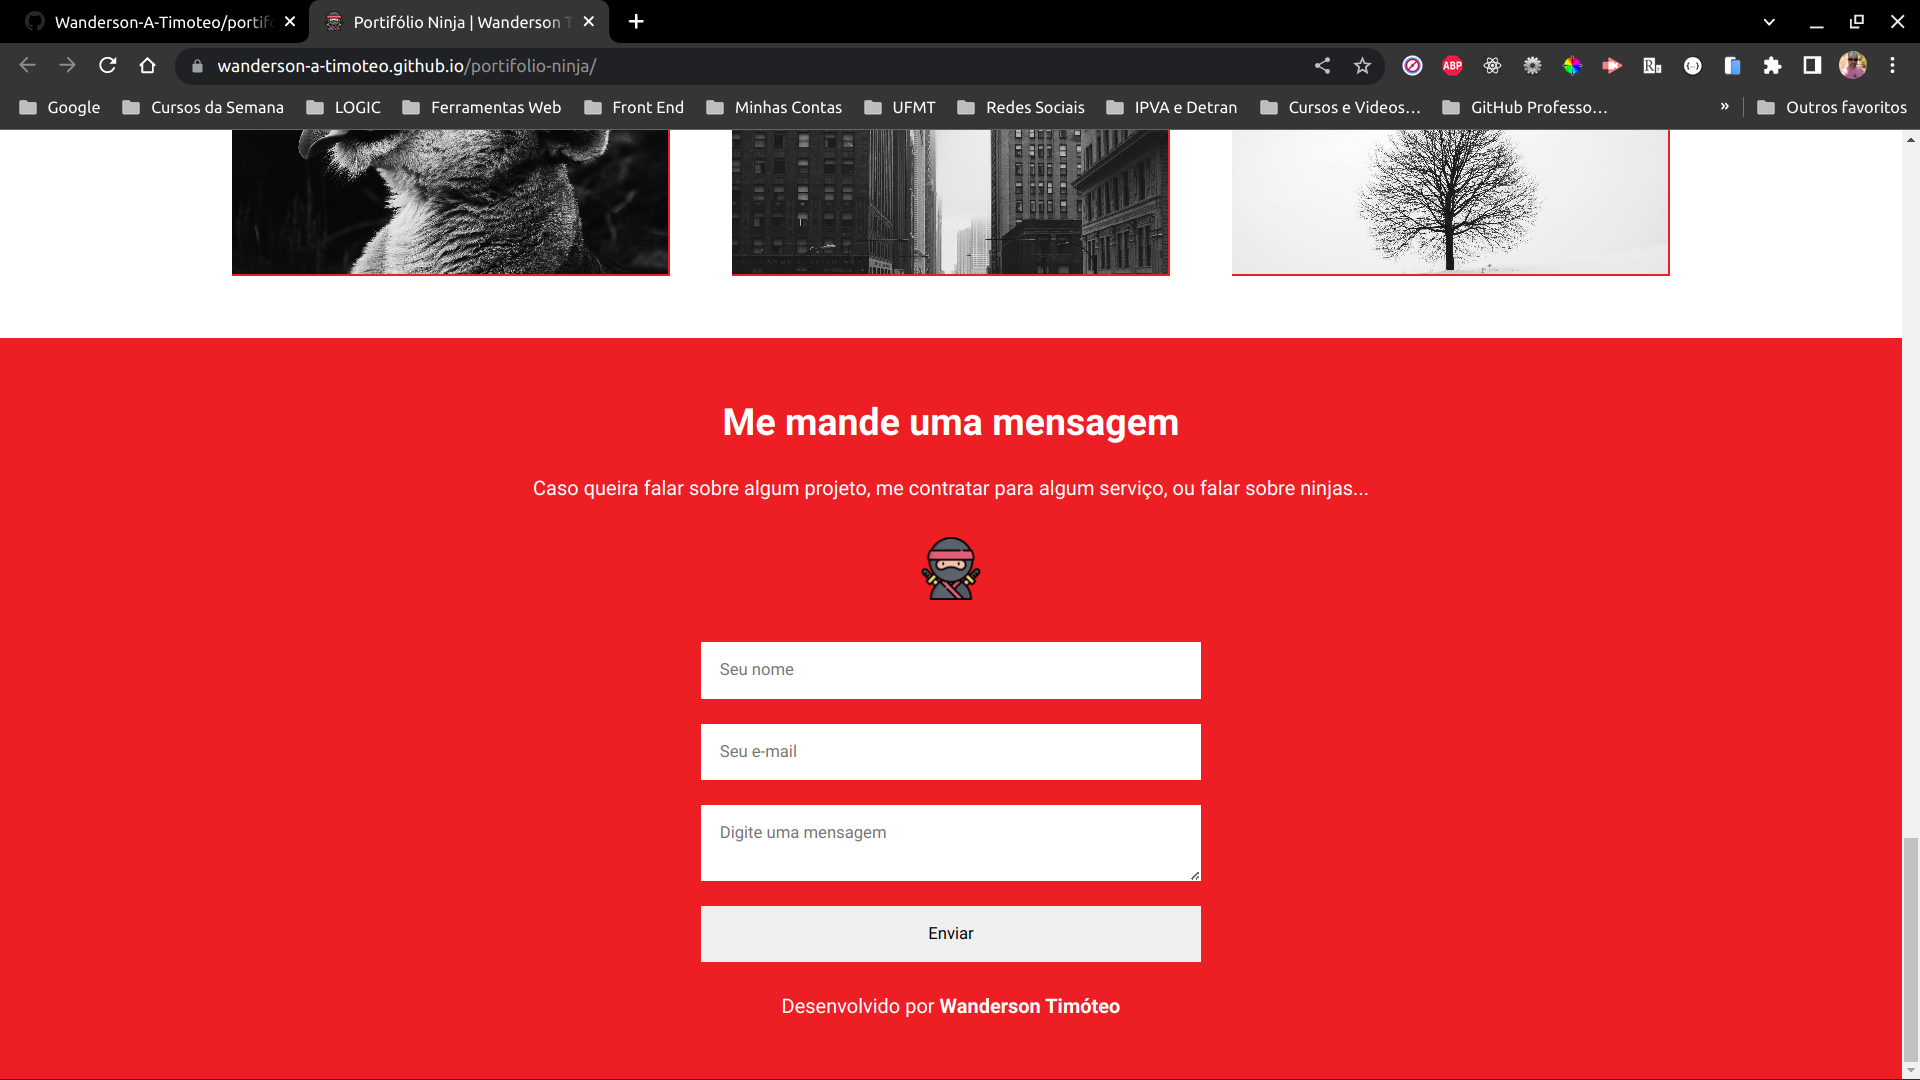 Wanderson-A-Timoteo/portif
Portifólio Ninja | Wanderson T
wanderson-a-timoteo.github.io/portifolio-ninja/
ABP
Google
Cursos da Semana
LOGIC
Ferramentas Web
Front End
Minhas Contas
UFMT
Redes Sociais
IPVA e Detran
Cursos e Videos…
GitHub Professo…
»
Outros favoritos
Me mande uma mensagem
Caso queira falar sobre algum projeto, me contratar para algum serviço, ou falar sobre ninjas...
Seu nome
Seu e-mail
Digite uma mensagem
Enviar
Desenvolvido por Wanderson Timóteo